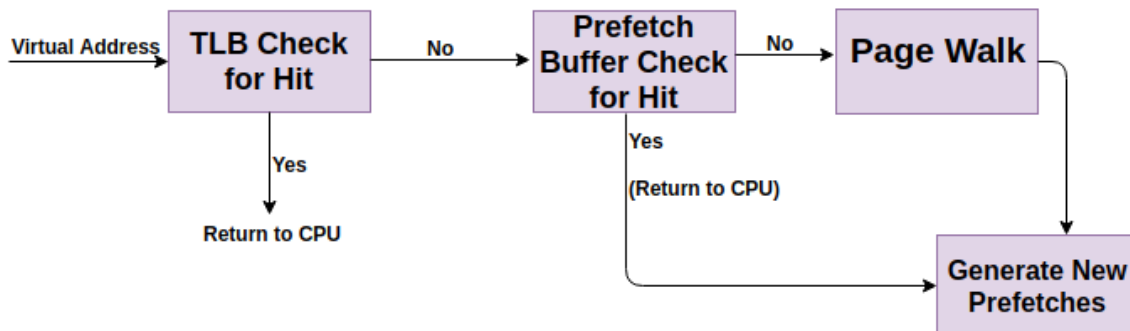 Virtual Address
TLB Check
for Hit
No
Prefetch
Buffer Check
for Hit
No
Page Walk
Yes
Return to CPU
Yes
(Return to CPU)
Generate New
Prefetches